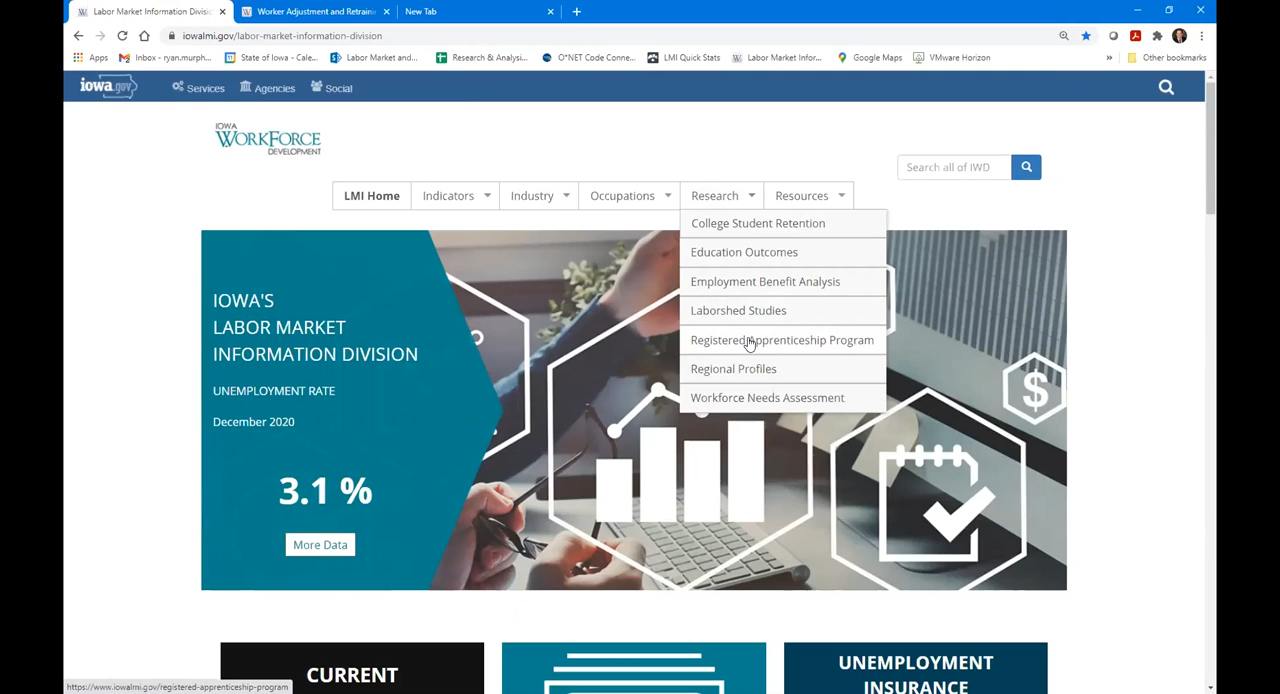 Labor Market Information Divisi
Worker Adjustment and Retraine
New Tab
iowalmi.gov/labor-market-information-division
Apps
Inbox - ryan.murph...
State of Iowa - Cale...
Labor Market and...
Research & Analysi...
O*NET Code Conne...
LMI Quick Stats
Labor Market Infor...
Google Maps
VMware Horizon
»
Other bookmarks
iowa.gov
Services
Agencies
Social
IOWA
WORKFORCE
DEVELOPMENT
Search all of IWD
LMI Home
Indicators
Industry
Occupations
Research
Resources
College Student Retention
Education Outcomes
Employment Benefit Analysis
Laborshed Studies
Registered Apprenticeship Program
Regional Profiles
Workforce Needs Assessment
IOWA'S
LABOR MARKET
INFORMATION DIVISION
UNEMPLOYMENT RATE
December 2020
3.1 %
More Data
$
CURRENT
UNEMPLOYMENT
INSURANCE
https://www.iowalmi.gov/registered-apprenticeship-program